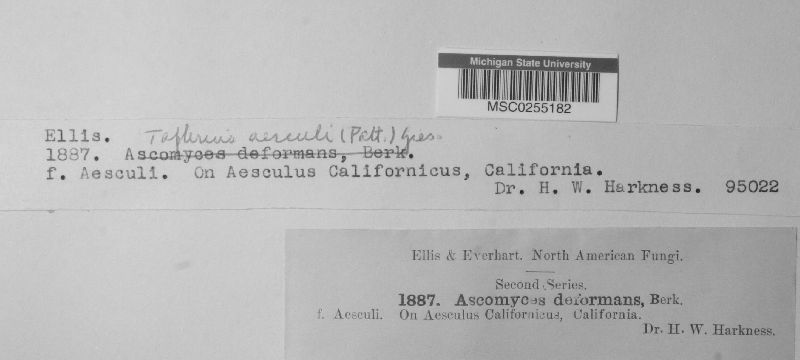 Michigan State University
MSC0255182
Ellis. Taphrina aesculi (Patt.) Gies.
1887. Ascomyces deformans, Berk.
f. Aesculi. On Aesculus Californicus, California.
Dr. H. W. Harkness. 95022
Ellis & Everhart. North American Fungi.
Second Series.
1887. Ascomyces deformans, Berk.
f. Aesculi. On Aesculus Californicus, California.
Dr. H. W. Harkness.